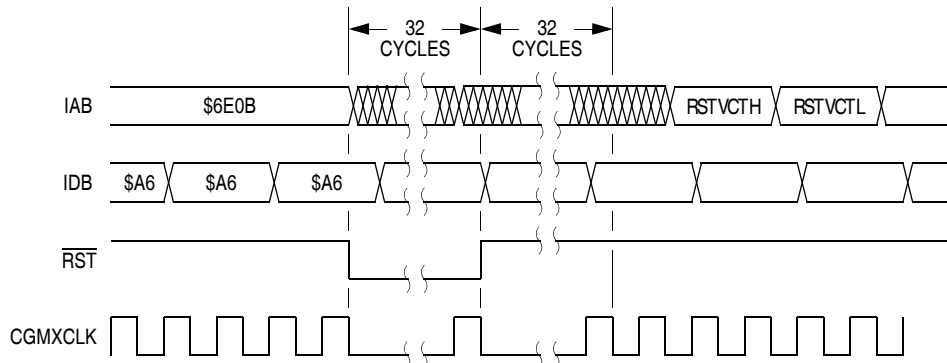 32
CYCLES
32
CYCLES
IAB
$6E0B
RSTVCTH
RSTVCTL
IDB
$A6
$A6
$A6
RST
CGMXCLK